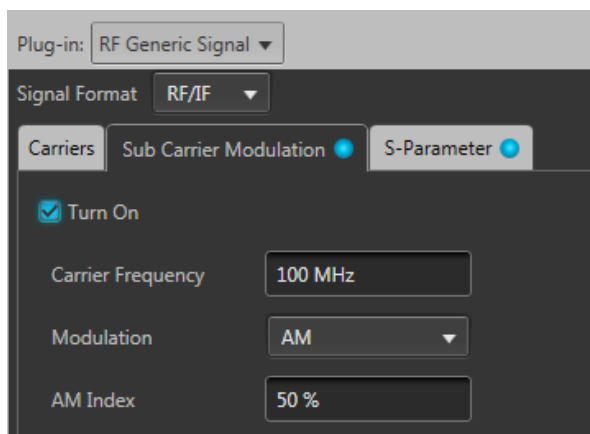 Plug-in: RF Generic Signal
Signal Format RF/IF
Carriers Sub Carrier Modulation S-Parameter
Turn On
Carrier Frequency 100 MHz
Modulation AM
AM Index 50 %